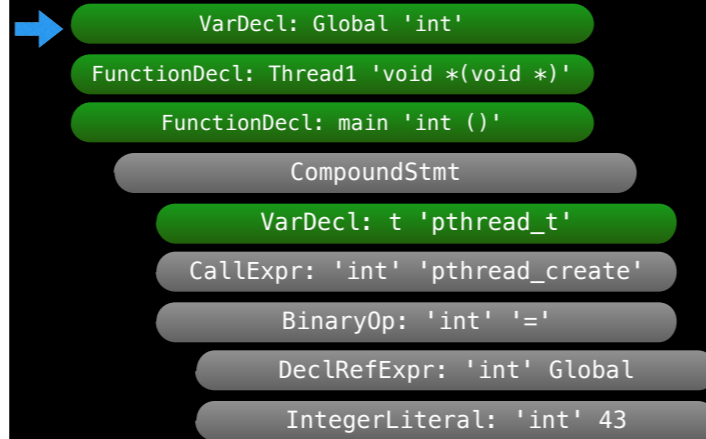 VarDecl: Global 'int'
FunctionDecl: Thread1 'void *(void *)'
FunctionDecl: main 'int ()'
CompoundStmt
VarDecl: t 'pthread_t'
CallExpr: 'int' 'pthread_create'
BinaryOp: 'int' '='
DeclRefExpr: 'int' Global
IntegerLiteral: 'int' 43